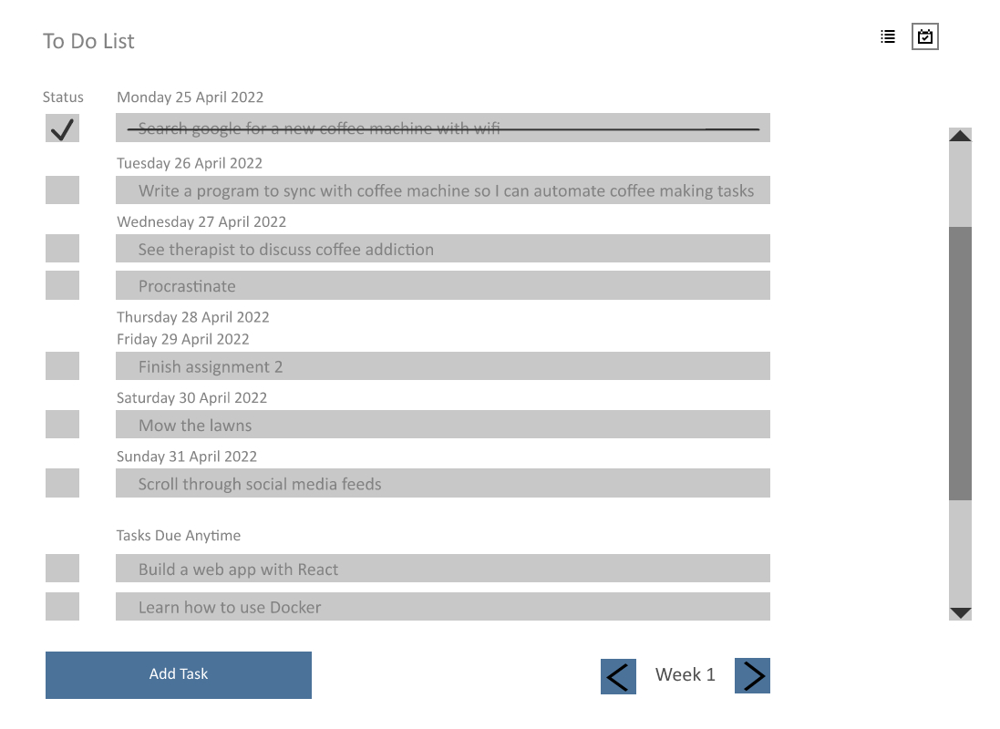 To Do List
Status
Monday 25 April 2022
Search google for a new coffee machine with wifi
Tuesday 26 April 2022
Write a program to sync with coffee machine so I can automate coffee making tasks
Wednesday 27 April 2022
See therapist to discuss coffee addiction
Procrastinate
Thursday 28 April 2022
Friday 29 April 2022
Finish assignment 2
Saturday 30 April 2022
Mow the lawns
Sunday 31 April 2022
Scroll through social media feeds
Tasks Due Anytime
Build a web app with React
Learn how to use Docker
Add Task
Week 1